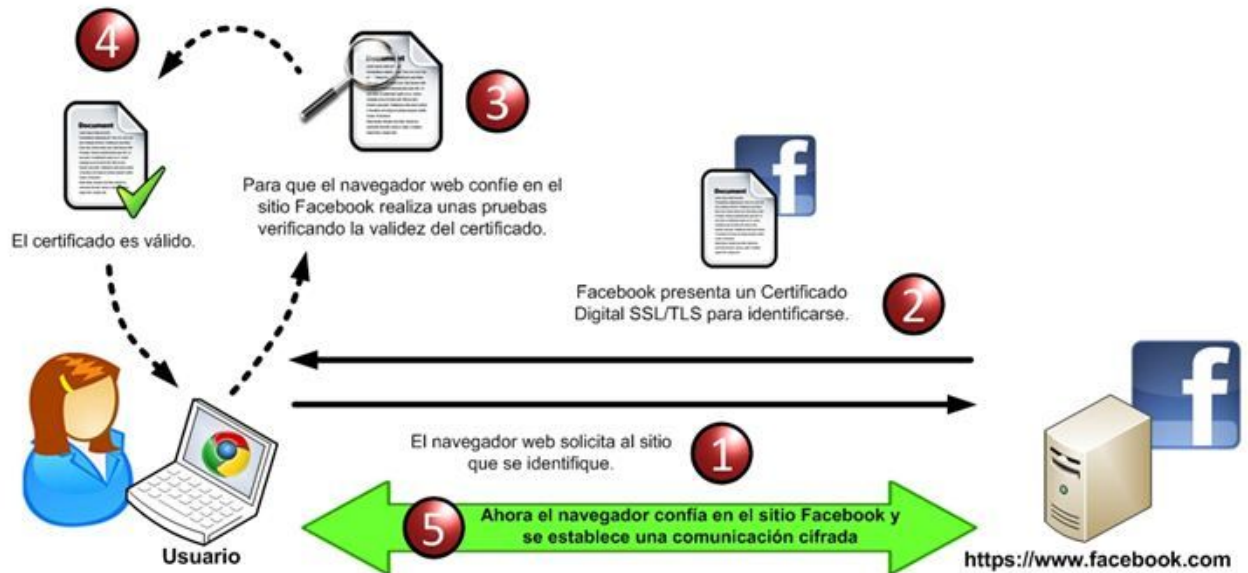 4
3
Document
Document
Para que el navegador web confíe en el
sitio Facebook realiza unas pruebas
verificando la validez del certificado.
El certificado es válido.
Document
f
Facebook presenta un Certificado
Digital SSL/TLS para identificarse.
2
f
El navegador web solicita al sitio
que se identifique.
1
5
Ahora el navegador confía en el sitio Facebook y
se establece una comunicación cifrada
Usuario
https://www.facebook.com